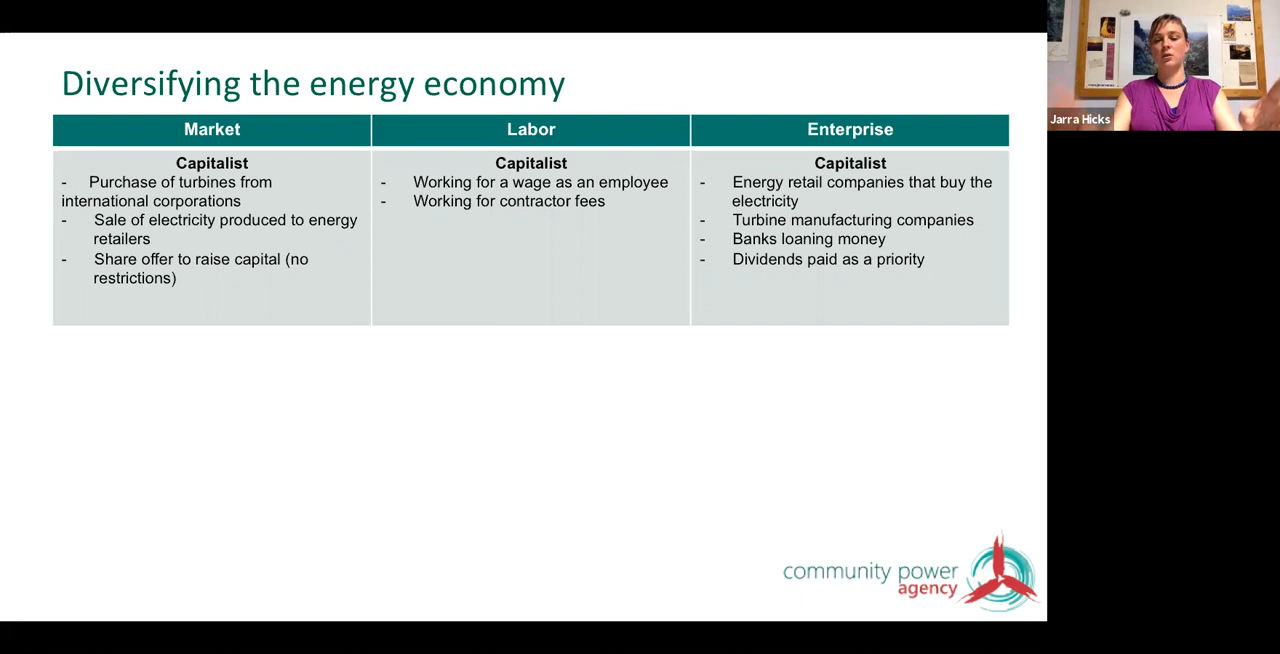 Diversifying the energy economy
Jarra Hicks
Market
Labor
Enterprise
Capitalist
- Purchase of turbines from
international corporations
- Sale of electricity produced to energy
retailers
- Share offer to raise capital (no
restrictions)
Capitalist
- Working for a wage as an employee
- Working for contractor fees
Capitalist
- Energy retail companies that buy the
electricity
- Turbine manufacturing companies
- Banks loaning money
- Dividends paid as a priority
community power
agency